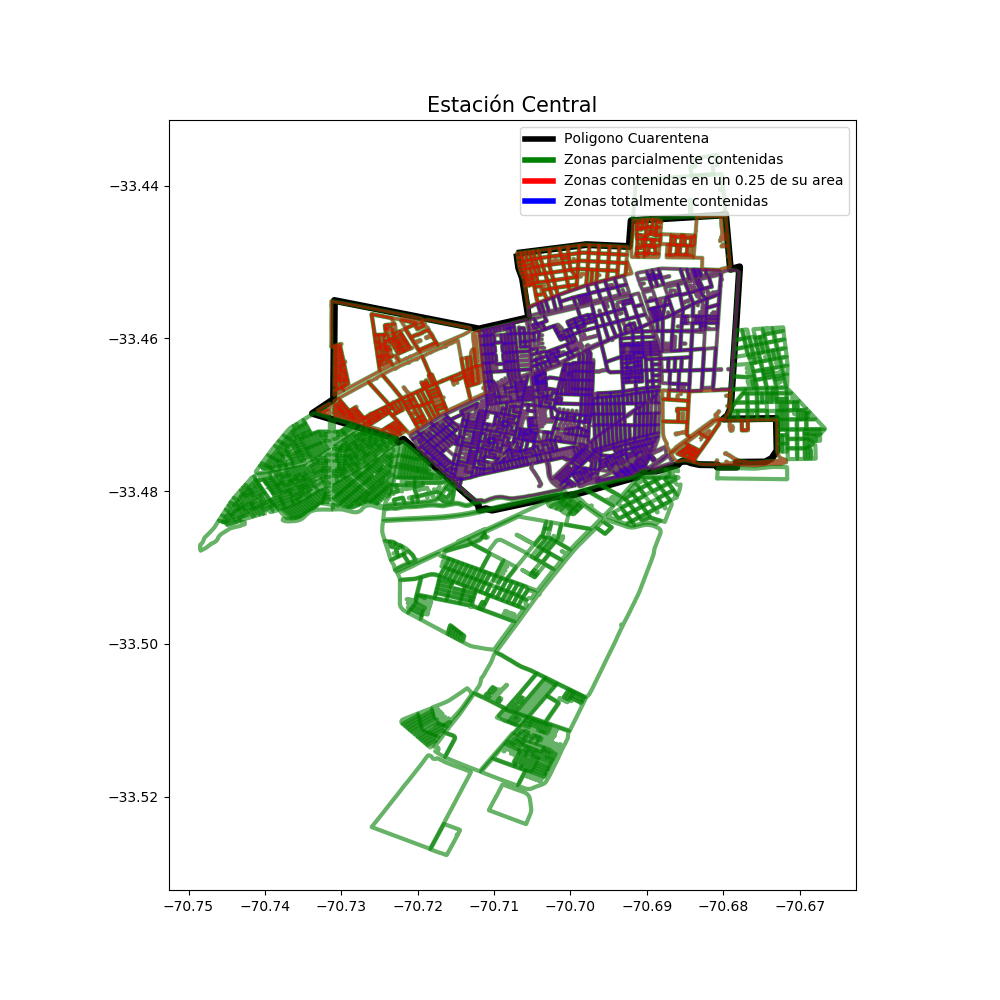 Estación Central
Poligono Cuarentena
Zonas parcialmente contenidas
Zonas contenidas en un 0.25 de su area
Zonas totalmente contenidas
−33.44
−33.46
−33.48
−33.50
−33.52
−70.75 −70.74 −70.73 −70.72 −70.71 −70.70 −70.69 −70.68 −70.67